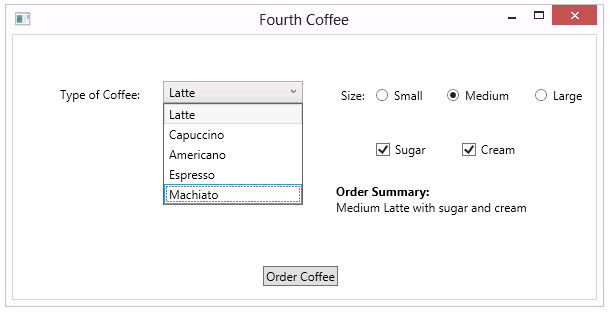 Fourth Coffee
Type of Coffee: Latte Size: Small Medium Large
Latte
Capuccino
Americano
Espresso
Machiato
Sugar Cream
Order Summary:
Medium Latte with sugar and cream
Order Coffee